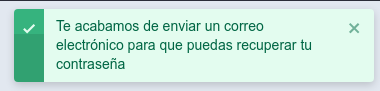 Te acabamos de enviar un correo
electrónico para que puedas recuperar tu
contraseña